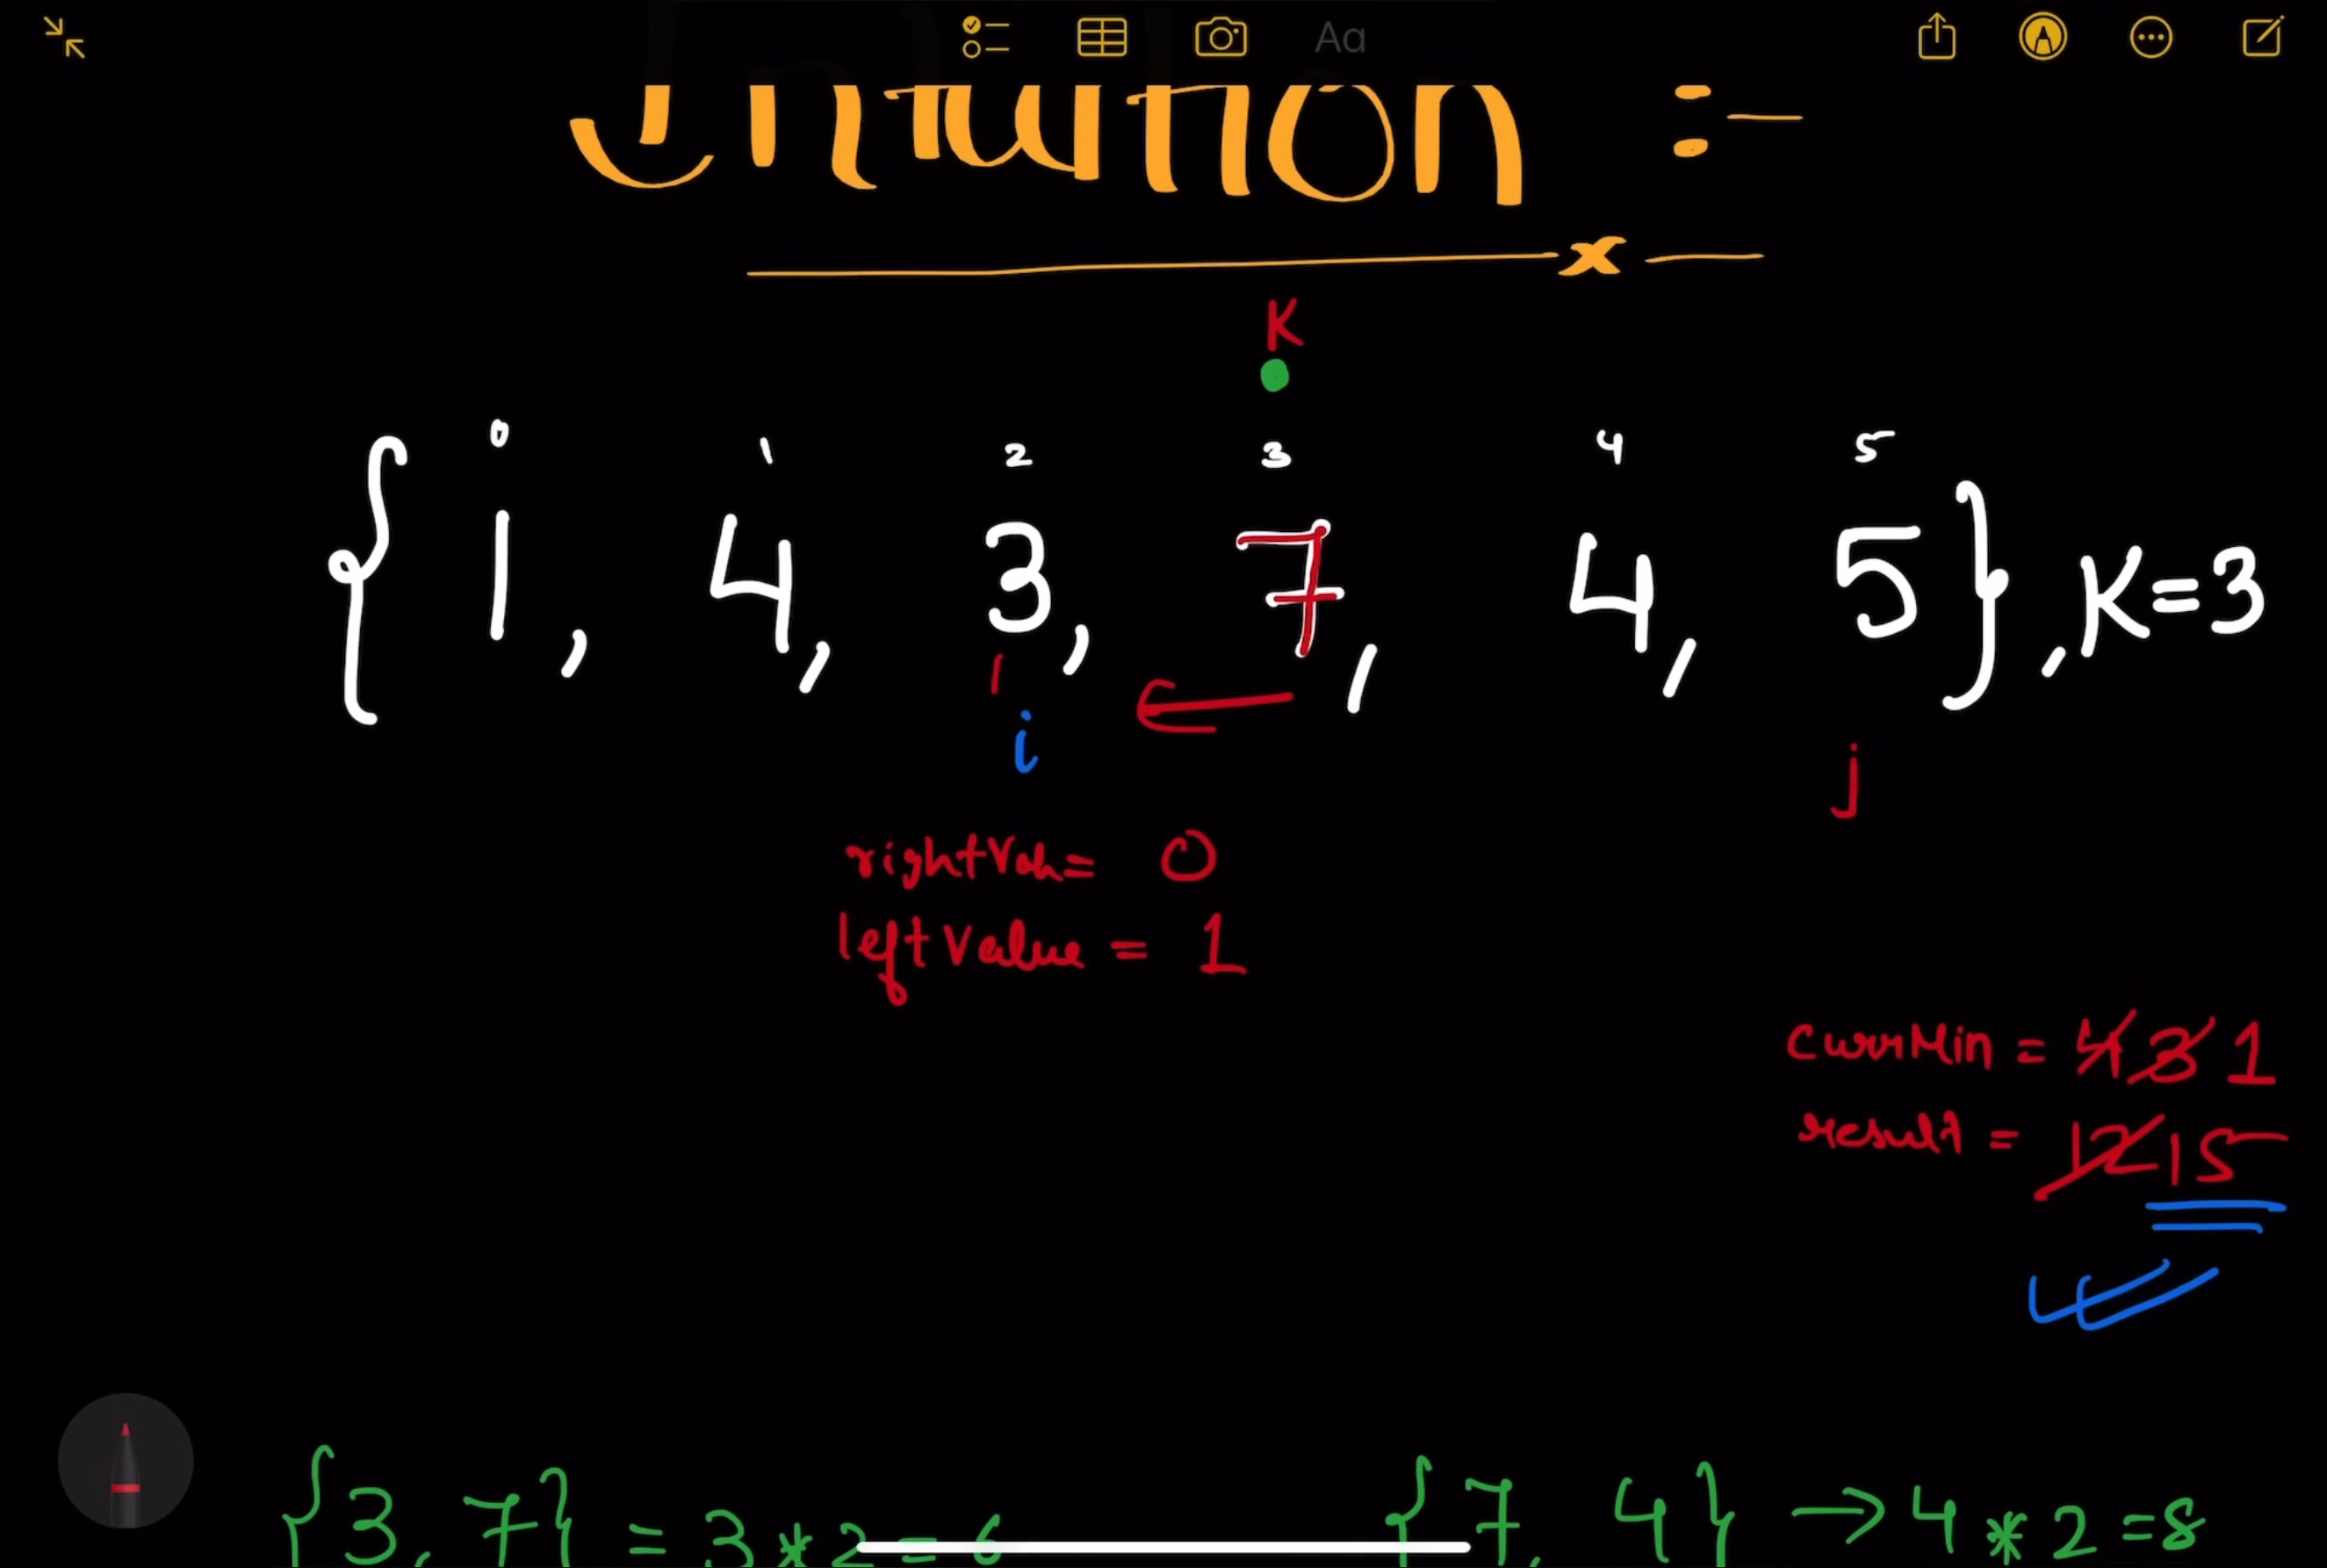 Aa
Intuition :-
K
0 1 2 3 4 5
{ 1, 4, 3, 7, 4, 5 }, K=3
i
j
rightVal= 0
leftValue = 1
currMin = 4 3 1
result = 12 15
{3, 7} = 3*2=6
{7, 4} → 4*2=8